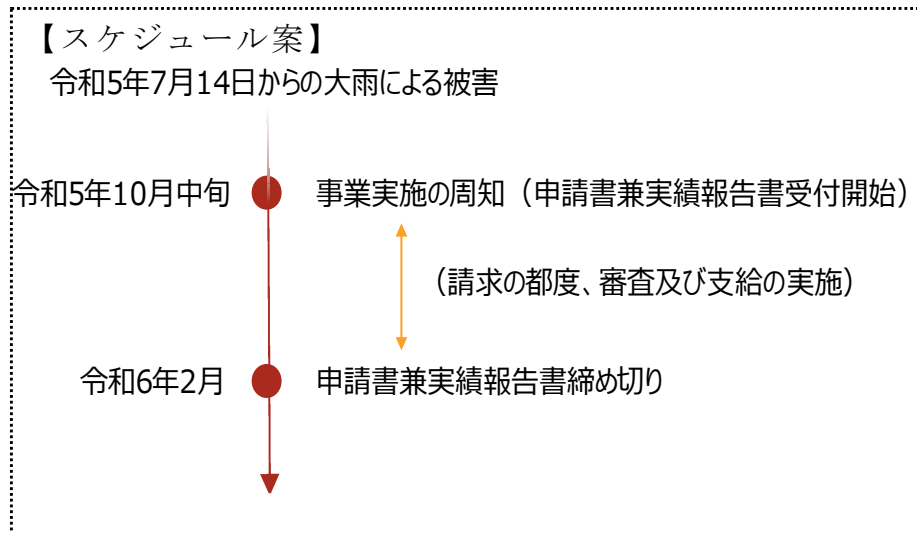 【スケジュール案】
令和5年7月14日からの大雨による被害
令和5年10月中旬 事業実施の周知（申請書兼実績報告書受付開始）
（請求の都度、審査及び支給の実施）
令和6年2月 申請書兼実績報告書締め切り